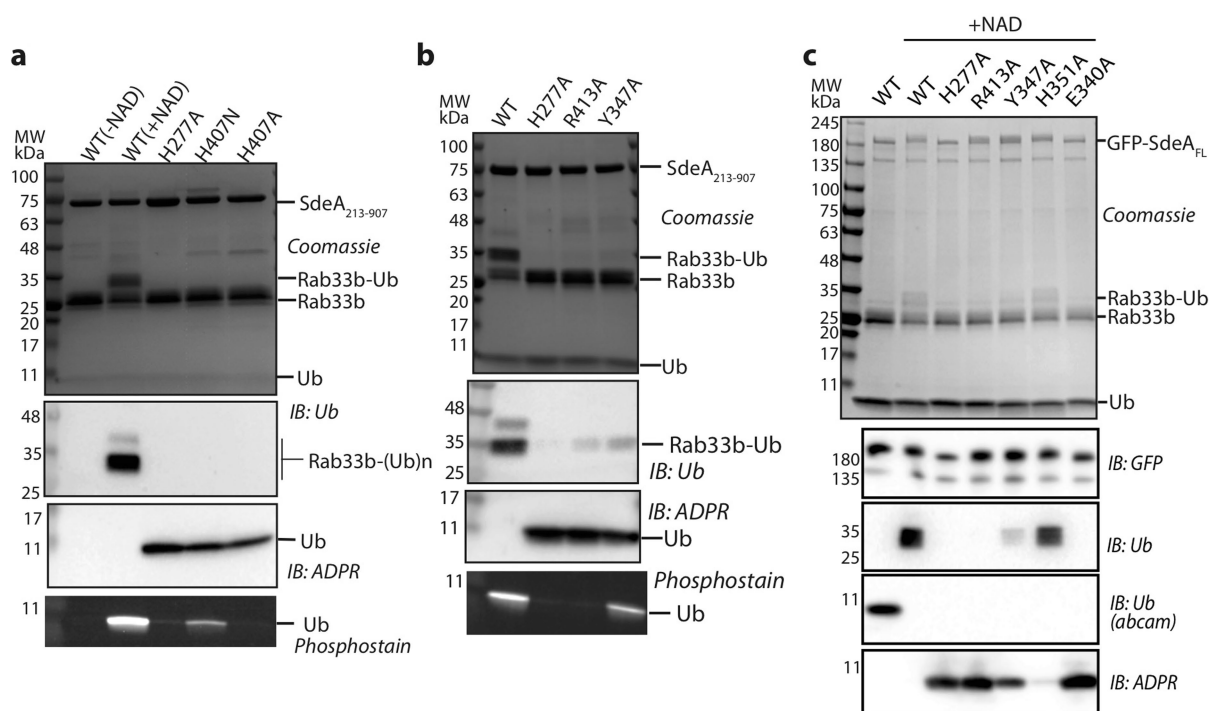 a
MW
kDa
WT(-NAD)
WT(+NAD)
H277A
H407N
H407A
100
75
63
48
35
25
20
17
11
SdeA213-907
Coomassie
Rab33b-Ub
Rab33b
Ub
48
35
25
IB: Ub
Rab33b-(Ub)n
17
11
Ub
IB: ADPR
11
Ub
Phosphostain
b
MW
kDa
WT
H277A
R413A
Y347A
100
75
63
48
35
25
20
17
11
SdeA213-907
Coomassie
Rab33b-Ub
Rab33b
Ub
48
35
25
Rab33b-Ub
IB: Ub
17
11
IB: ADPR
Ub
11
Phosphostain
Ub
c
+NAD
MW
kDa
WT
WT
H277A
R413A
Y347A
H351A
E340A
245
180
135
100
75
63
48
35
25
20
17
11
GFP-SdeAFL
Coomassie
Rab33b-Ub
Rab33b
Ub
180
135
IB: GFP
35
25
IB: Ub
11
IB: Ub
(abcam)
11
IB: ADPR